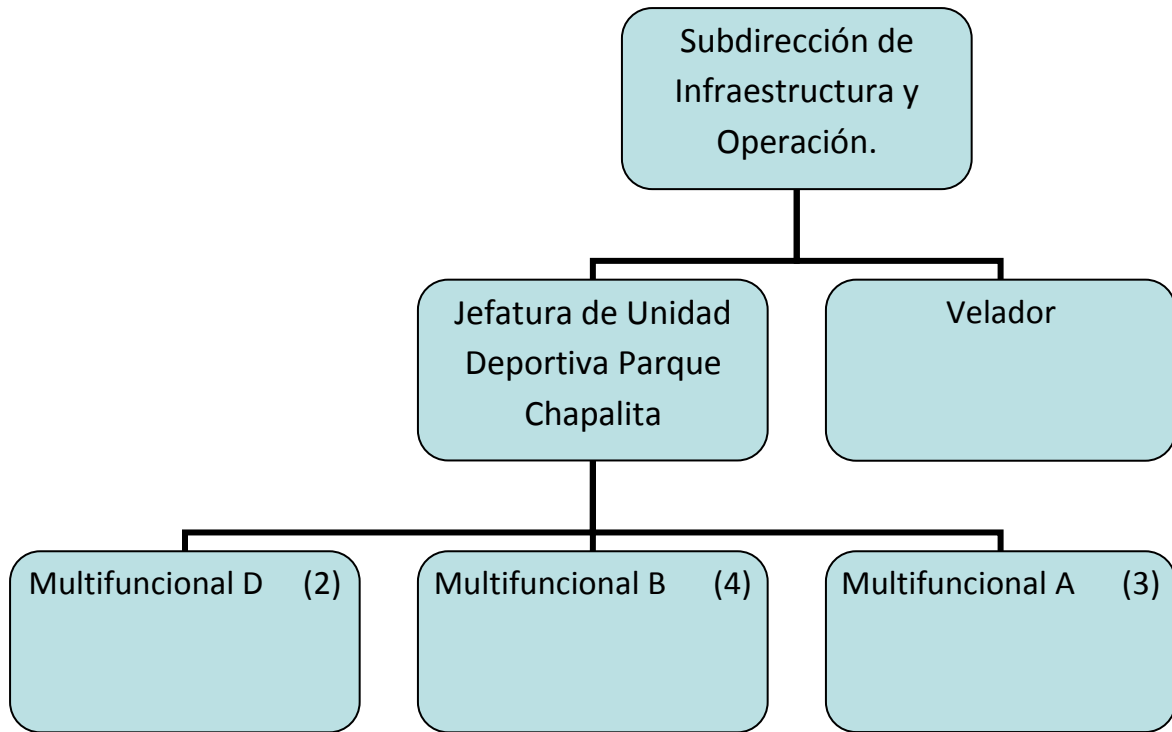 Subdirección de
Infraestructura y
Operación.
Jefatura de Unidad
Deportiva Parque
Chapalita
Velador
Multifuncional D (2)
Multifuncional B (4)
Multifuncional A (3)